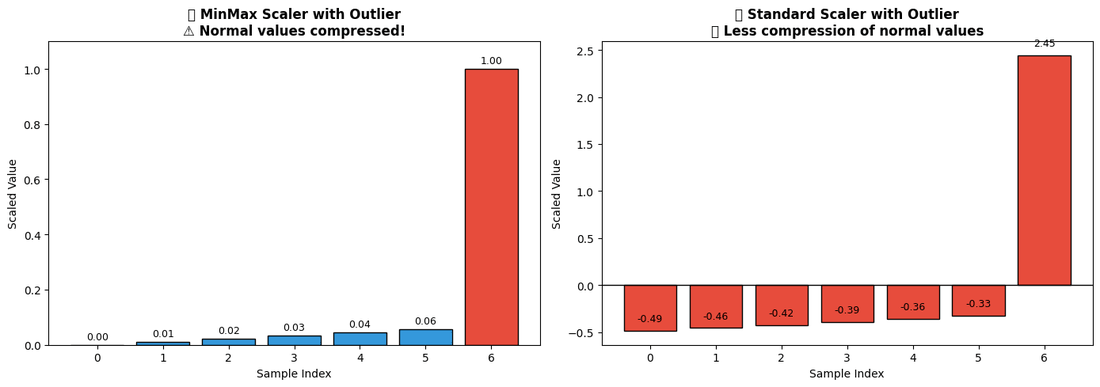 MinMax Scaler with Outlier
⚠ Normal values compressed!
1.0
0.8
0.6
0.4
0.2
0.0
Scaled Value
0.00
0.01
0.02
0.03
0.04
0.06
1.00
0 1 2 3 4 5 6
Sample Index
Standard Scaler with Outlier
Less compression of normal values
2.5
2.0
1.5
1.0
0.5
0.0
−0.5
Scaled Value
-0.49
-0.46
-0.42
-0.39
-0.36
-0.33
2.45
0 1 2 3 4 5 6
Sample Index